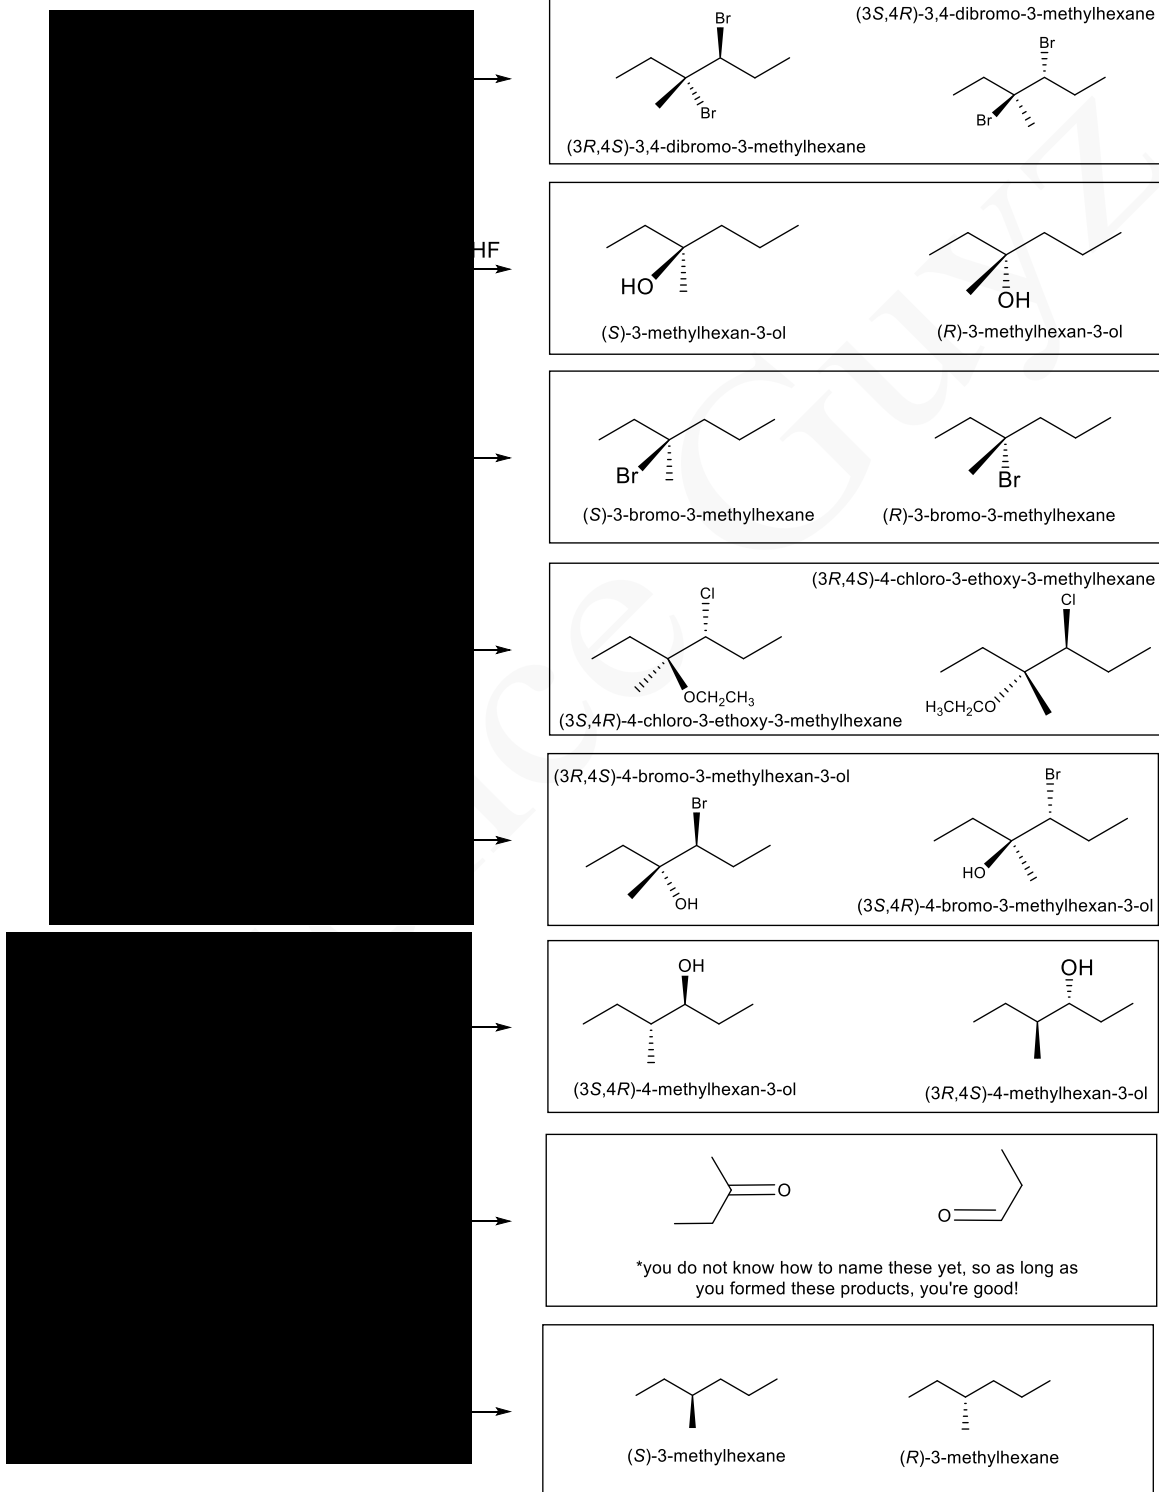 (3S,4R)-3,4-dibromo-3-methylhexane
Br
Br
Br
Br
(3R,4S)-3,4-dibromo-3-methylhexane
HF
HO
OH
(S)-3-methylhexan-3-ol
(R)-3-methylhexan-3-ol
Br
Br
(S)-3-bromo-3-methylhexane
(R)-3-bromo-3-methylhexane
(3R,4S)-4-chloro-3-ethoxy-3-methylhexane
Cl
Cl
OCH2CH3
H3CH2CO
(3S,4R)-4-chloro-3-ethoxy-3-methylhexane
(3R,4S)-4-bromo-3-methylhexan-3-ol
Br
Br
HO
OH
(3S,4R)-4-bromo-3-methylhexan-3-ol
OH
OH
(3S,4R)-4-methylhexan-3-ol
(3R,4S)-4-methylhexan-3-ol
O
O
*you do not know how to name these yet, so as long as
you formed these products, you're good!
(S)-3-methylhexane
(R)-3-methylhexane
Guyz